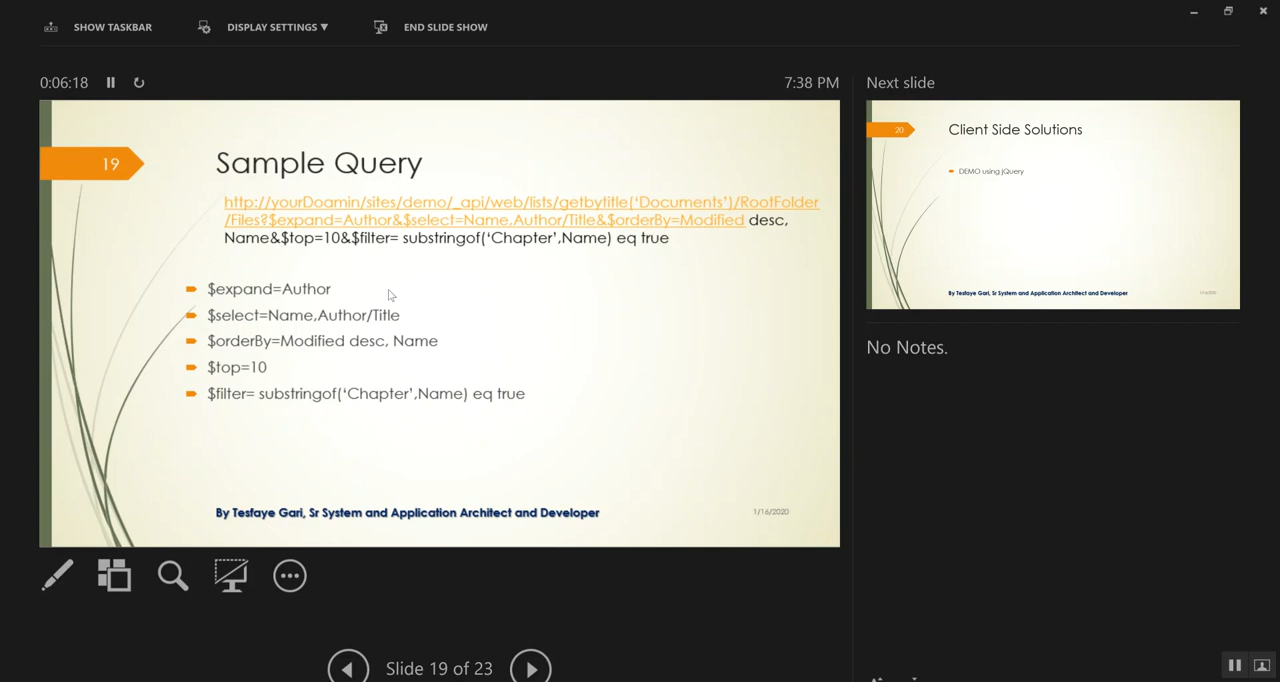 SHOW TASKBAR
DISPLAY SETTINGS ▼
END SLIDE SHOW
0:06:18
7:38 PM
Next slide
19
Sample Query
http://yourDoamin/sites/demo/_api/web/lists/getbytitle(‘Documents’)/RootFolder
/Files?$expand=Author&$select=Name,Author/Title&$orderBy=Modified desc,
Name&$top=10&$filter= substringof(‘Chapter’,Name) eq true
$expand=Author
$select=Name,Author/Title
$orderBy=Modified desc, Name
$top=10
$filter= substringof(‘Chapter’,Name) eq true
By Tesfaye Gari, Sr System and Application Architect and Developer
1/16/2020
20
Client Side Solutions
DEMO using jQuery
By Tesfaye Gari, Sr System and Application Architect and Developer
No Notes.
Slide 19 of 23